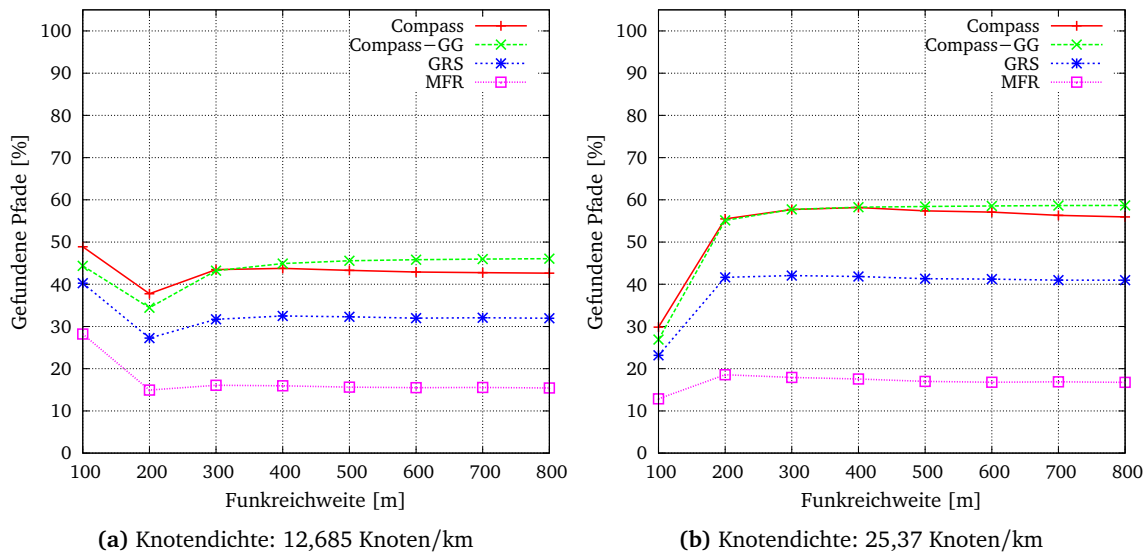 Gefundene Pfade [%]
100
90
80
70
60
50
40
30
20
10
0
Compass
Compass−GG
GRS
MFR
100 200 300 400 500 600 700 800
Funkreichweite [m]
(a) Knotendichte: 12,685 Knoten/km
Gefundene Pfade [%]
100
90
80
70
60
50
40
30
20
10
0
Compass
Compass−GG
GRS
MFR
100 200 300 400 500 600 700 800
Funkreichweite [m]
(b) Knotendichte: 25,37 Knoten/km